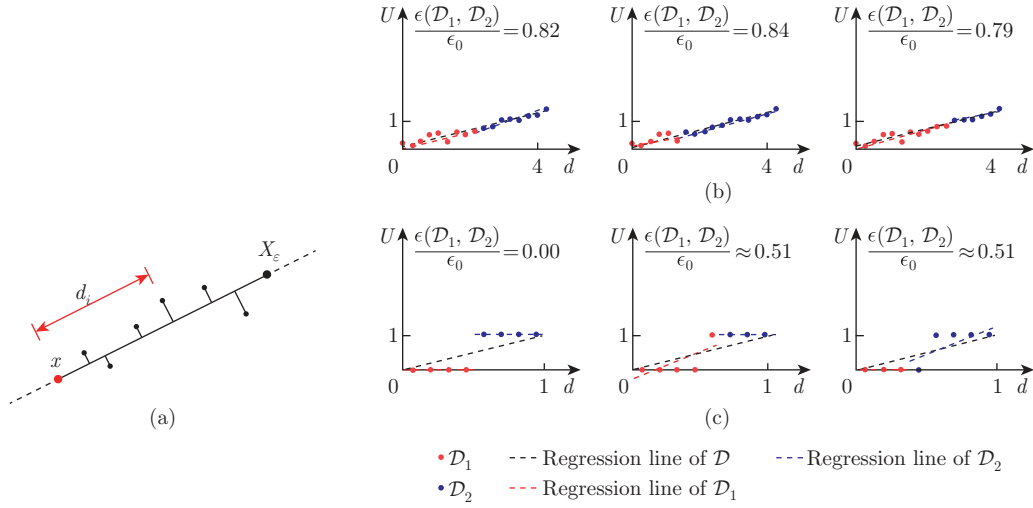 U
ϵ(𝒟₁, 𝒟₂)/ϵ₀ = 0.82
1
0
4
d
U
ϵ(𝒟₁, 𝒟₂)/ϵ₀ = 0.84
1
0
4
d
U
ϵ(𝒟₁, 𝒟₂)/ϵ₀ = 0.79
1
0
4
d
(b)
X_ε
d_i
x
(a)
U
ϵ(𝒟₁, 𝒟₂)/ϵ₀ = 0.00
1
0
1
d
U
ϵ(𝒟₁, 𝒟₂)/ϵ₀ ≈ 0.51
1
0
1
d
U
ϵ(𝒟₁, 𝒟₂)/ϵ₀ ≈ 0.51
1
0
1
d
(c)
𝒟₁ Regression line of 𝒟 Regression line of 𝒟₂
𝒟₂ Regression line of 𝒟₁